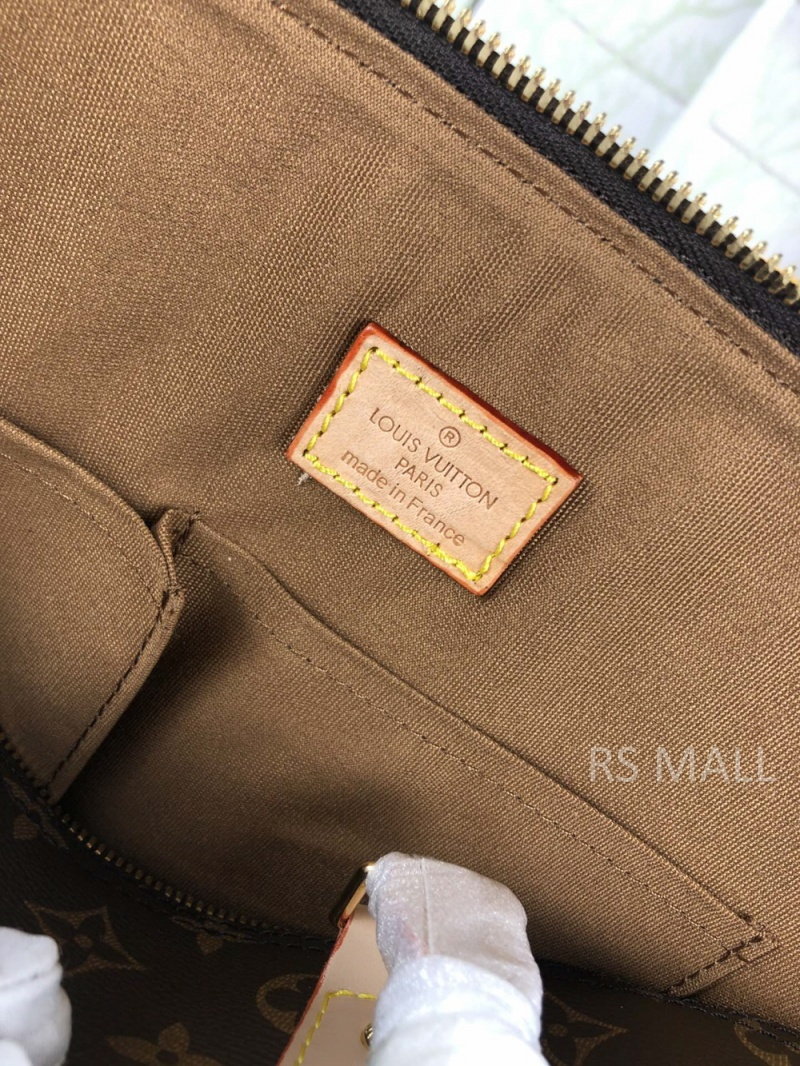 ®
LOUIS VUITTON
PARIS
made in France
RS MALL